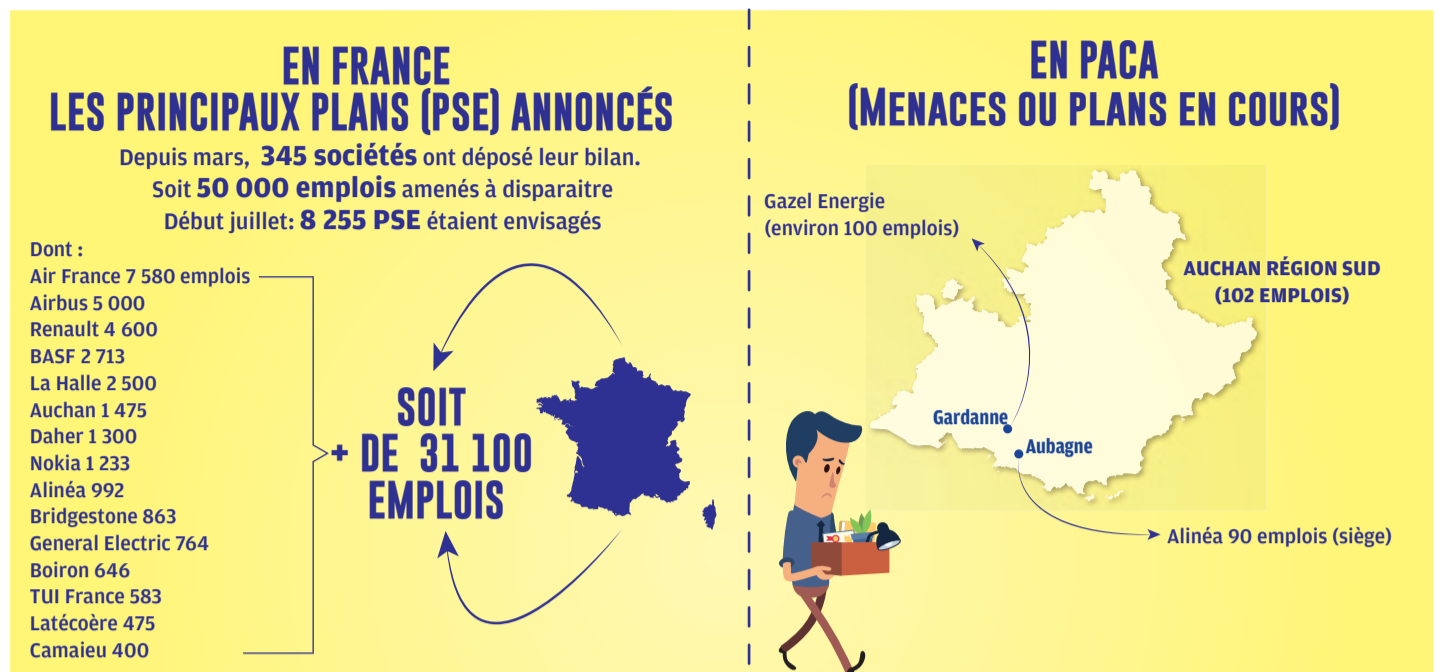 EN FRANCE
LES PRINCIPAUX PLANS (PSE) ANNONCÉS
Depuis mars, 345 sociétés ont déposé leur bilan.
Soit 50 000 emplois amenés à disparaitre
Début juillet: 8 255 PSE étaient envisagés
Dont :
Air France 7 580 emplois
Airbus 5 000
Renault 4 600
BASF 2 713
La Halle 2 500
Auchan 1 475
Daher 1 300
Nokia 1 233
Alinéa 992
Bridgestone 863
General Electric 764
Boiron 646
TUI France 583
Latécoère 475
Camaieu 400
SOIT
+ DE 31 100
EMPLOIS
EN PACA
(MENACES OU PLANS EN COURS)
Gazel Energie
(environ 100 emplois)
AUCHAN RÉGION SUD
(102 EMPLOIS)
Gardanne
Aubagne
Alinéa 90 emplois (siège)